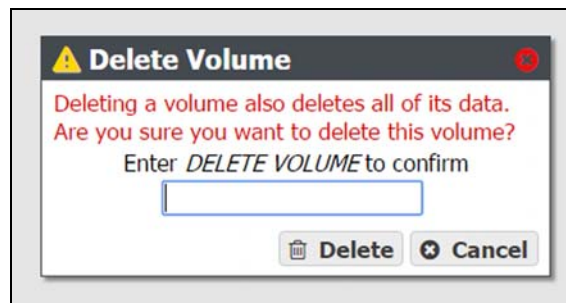 Delete Volume
Deleting a volume also deletes all of its data.
Are you sure you want to delete this volume?
Enter DELETE VOLUME to confirm
Delete Cancel